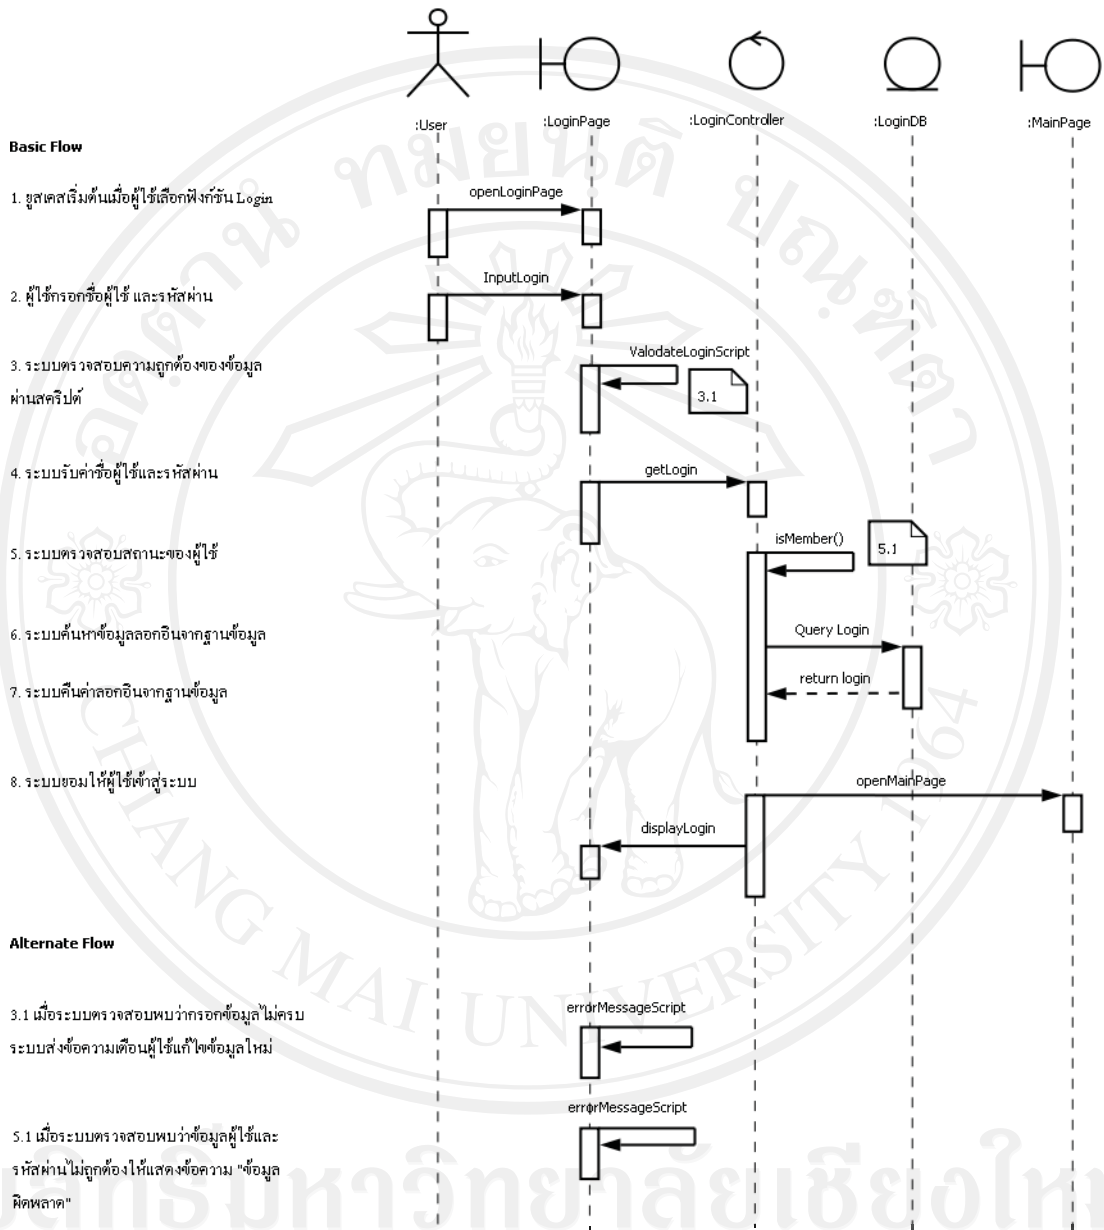 :User
:LoginPage
:LoginController
:LoginDB
:MainPage
Basic Flow
1. ยูสเคสเริ่มต้นเมื่อผู้ใช้เลือกฟังก์ชัน Login
openLoginPage
2. ผู้ใช้กรอกชื่อผู้ใช้ และรหัสผ่าน
InputLogin
3. ระบบตรวจสอบความถูกต้องของข้อมูล
ผ่านสคริปต์
ValodateLoginScript
3.1
4. ระบบรับค่าชื่อผู้ใช้และรหัสผ่าน
getLogin
5. ระบบตรวจสอบสถานะของผู้ใช้
isMember()
5.1
6. ระบบค้นหาข้อมูลลอกอินจากฐานข้อมูล
Query Login
7. ระบบคืนค่าลอกอินจากฐานข้อมูล
return login
8. ระบบยอมให้ผู้ใช้เข้าสู่ระบบ
openMainPage
displayLogin
Alternate Flow
3.1 เมื่อระบบตรวจสอบพบว่ากรอกข้อมูลไม่ครบ
ระบบส่งข้อความเตือนผู้ใช้แก้ไขข้อมูลใหม่
errorMessageScript
5.1 เมื่อระบบตรวจสอบพบว่าข้อมูลผู้ใช้และ
รหัสผ่านไม่ถูกต้องให้แสดงข้อความ "ข้อมูล
ผิดพลาด"
errorMessageScript
CHIANG MAI UNIVERSITY 1964